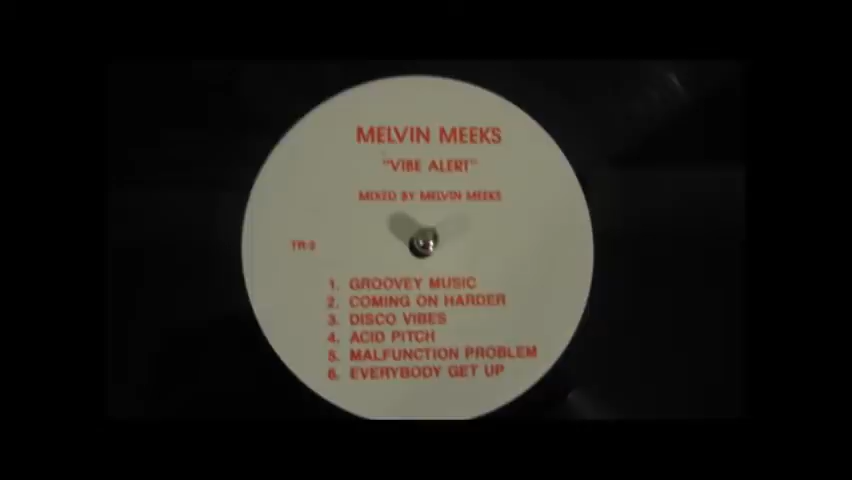 MELVIN MEEKS
"VIBE ALERT"
MIXED BY MELVIN MEEKS
1. GROOVEY MUSIC
2. COMING ON HARDER
3. DISCO VIBES
4. ACID PITCH
5. MALFUNCTION PROBLEM
6. EVERYBODY GET UP